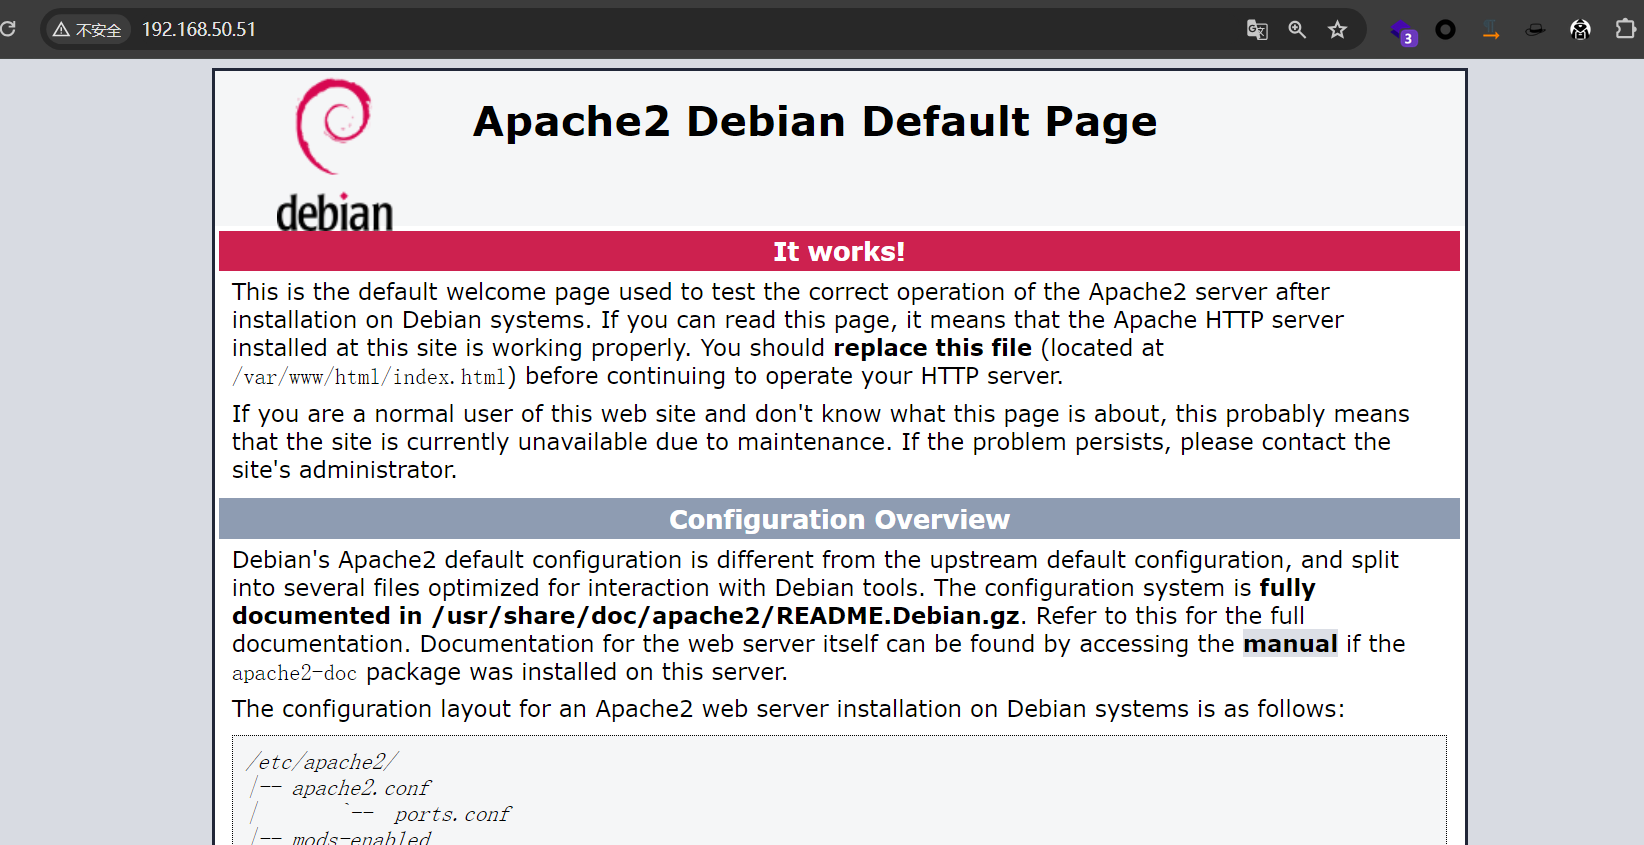 不安全 192.168.50.51
3
debian
Apache2 Debian Default Page
It works!
This is the default welcome page used to test the correct operation of the Apache2 server after
installation on Debian systems. If you can read this page, it means that the Apache HTTP server
installed at this site is working properly. You should replace this file (located at
/var/www/html/index.html) before continuing to operate your HTTP server.
If you are a normal user of this web site and don't know what this page is about, this probably means
that the site is currently unavailable due to maintenance. If the problem persists, please contact the
site's administrator.
Configuration Overview
Debian's Apache2 default configuration is different from the upstream default configuration, and split
into several files optimized for interaction with Debian tools. The configuration system is fully
documented in /usr/share/doc/apache2/README.Debian.gz. Refer to this for the full
documentation. Documentation for the web server itself can be found by accessing the manual if the
apache2-doc package was installed on this server.
The configuration layout for an Apache2 web server installation on Debian systems is as follows:
/etc/apache2/
|-- apache2.conf
|       `--  ports.conf
|-- mods-enabled